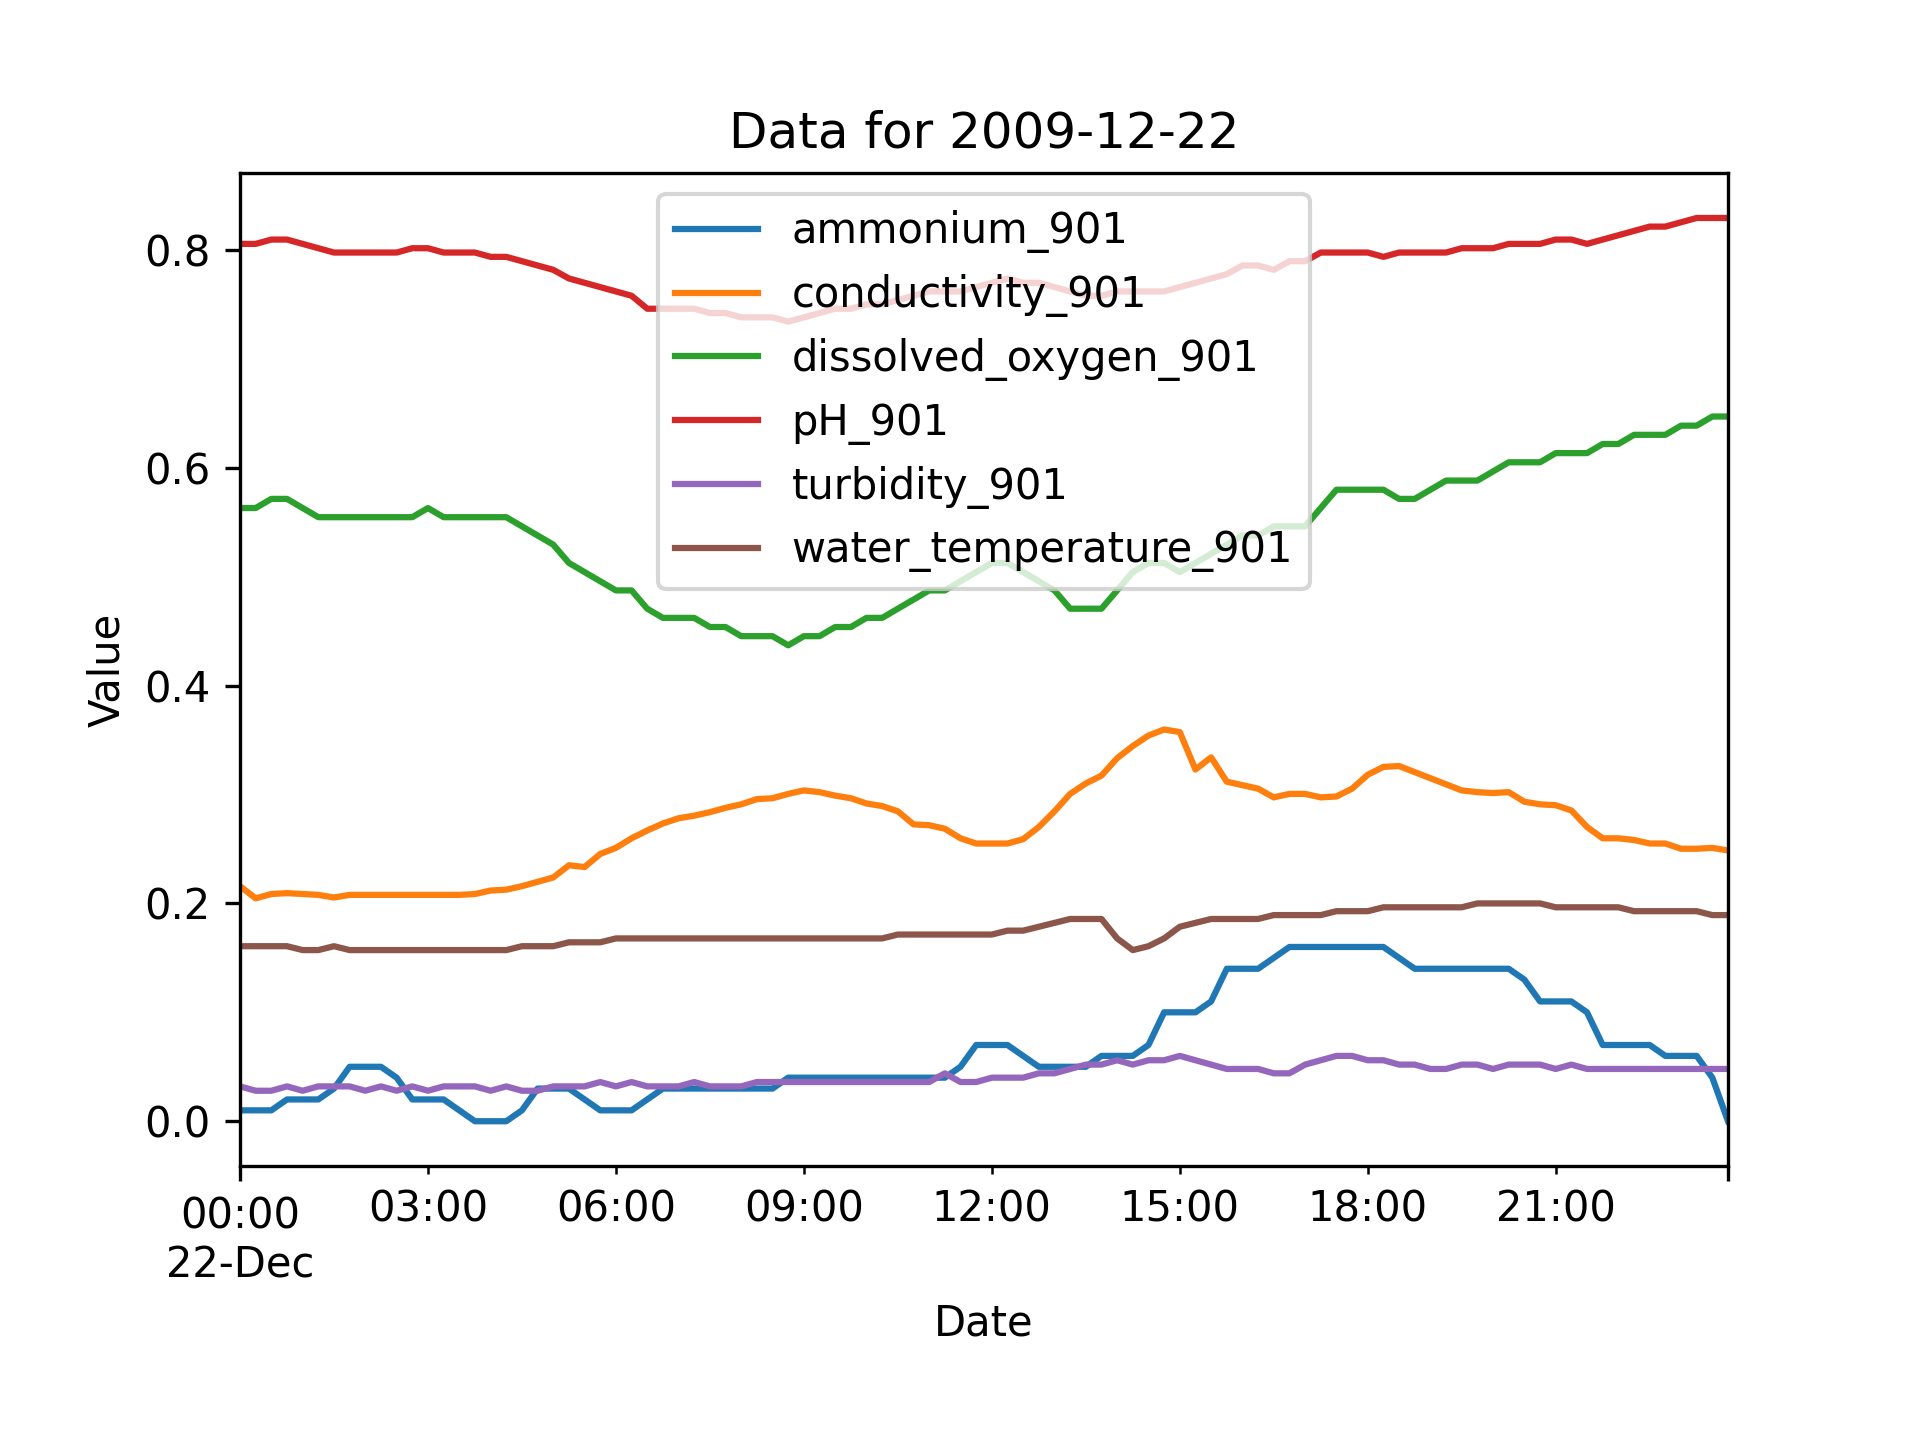 Data for 2009-12-22
ammonium_901
conductivity_901
dissolved_oxygen_901
pH_901
turbidity_901
water_temperature_901
Value
0.8
0.6
0.4
0.2
0.0
00:00 03:00 06:00 09:00 12:00 15:00 18:00 21:00
22-Dec
Date